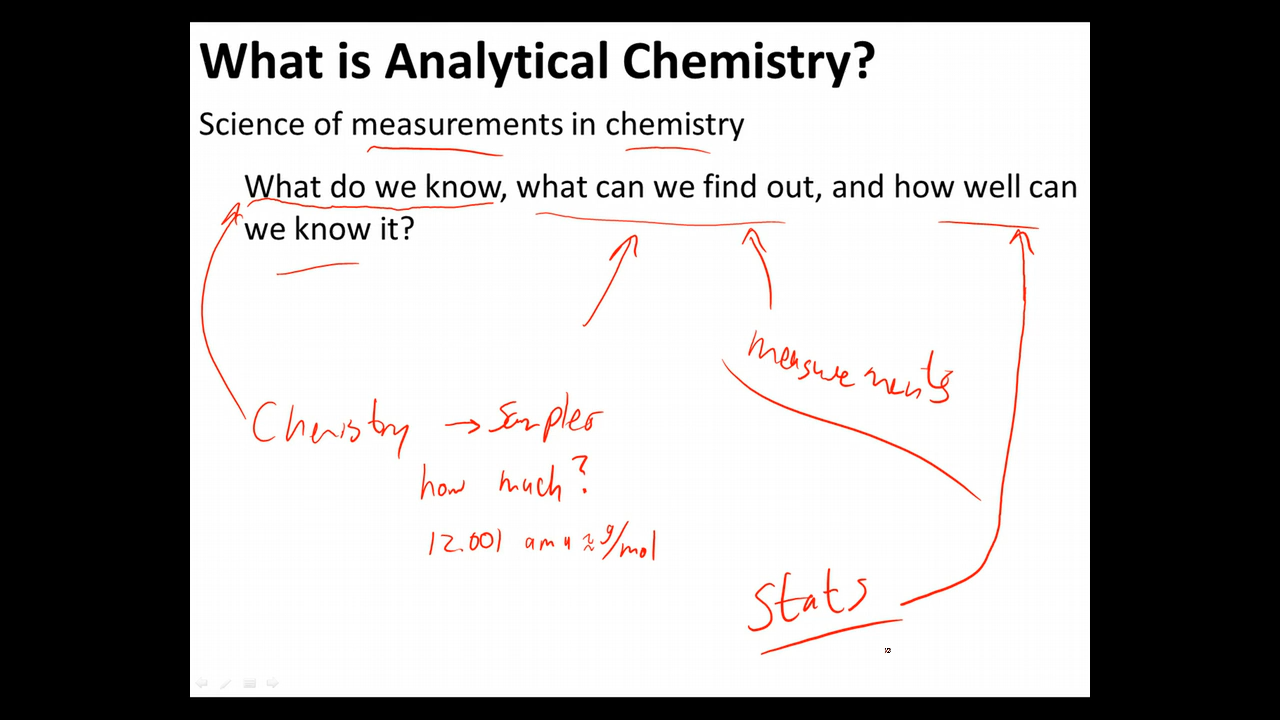 What is Analytical Chemistry?
Science of measurements in chemistry
What do we know, what can we find out, and how well can
we know it?
measurements
Chemistry → Samples
how much?
12.001 amu ≈ g/mol
Stats